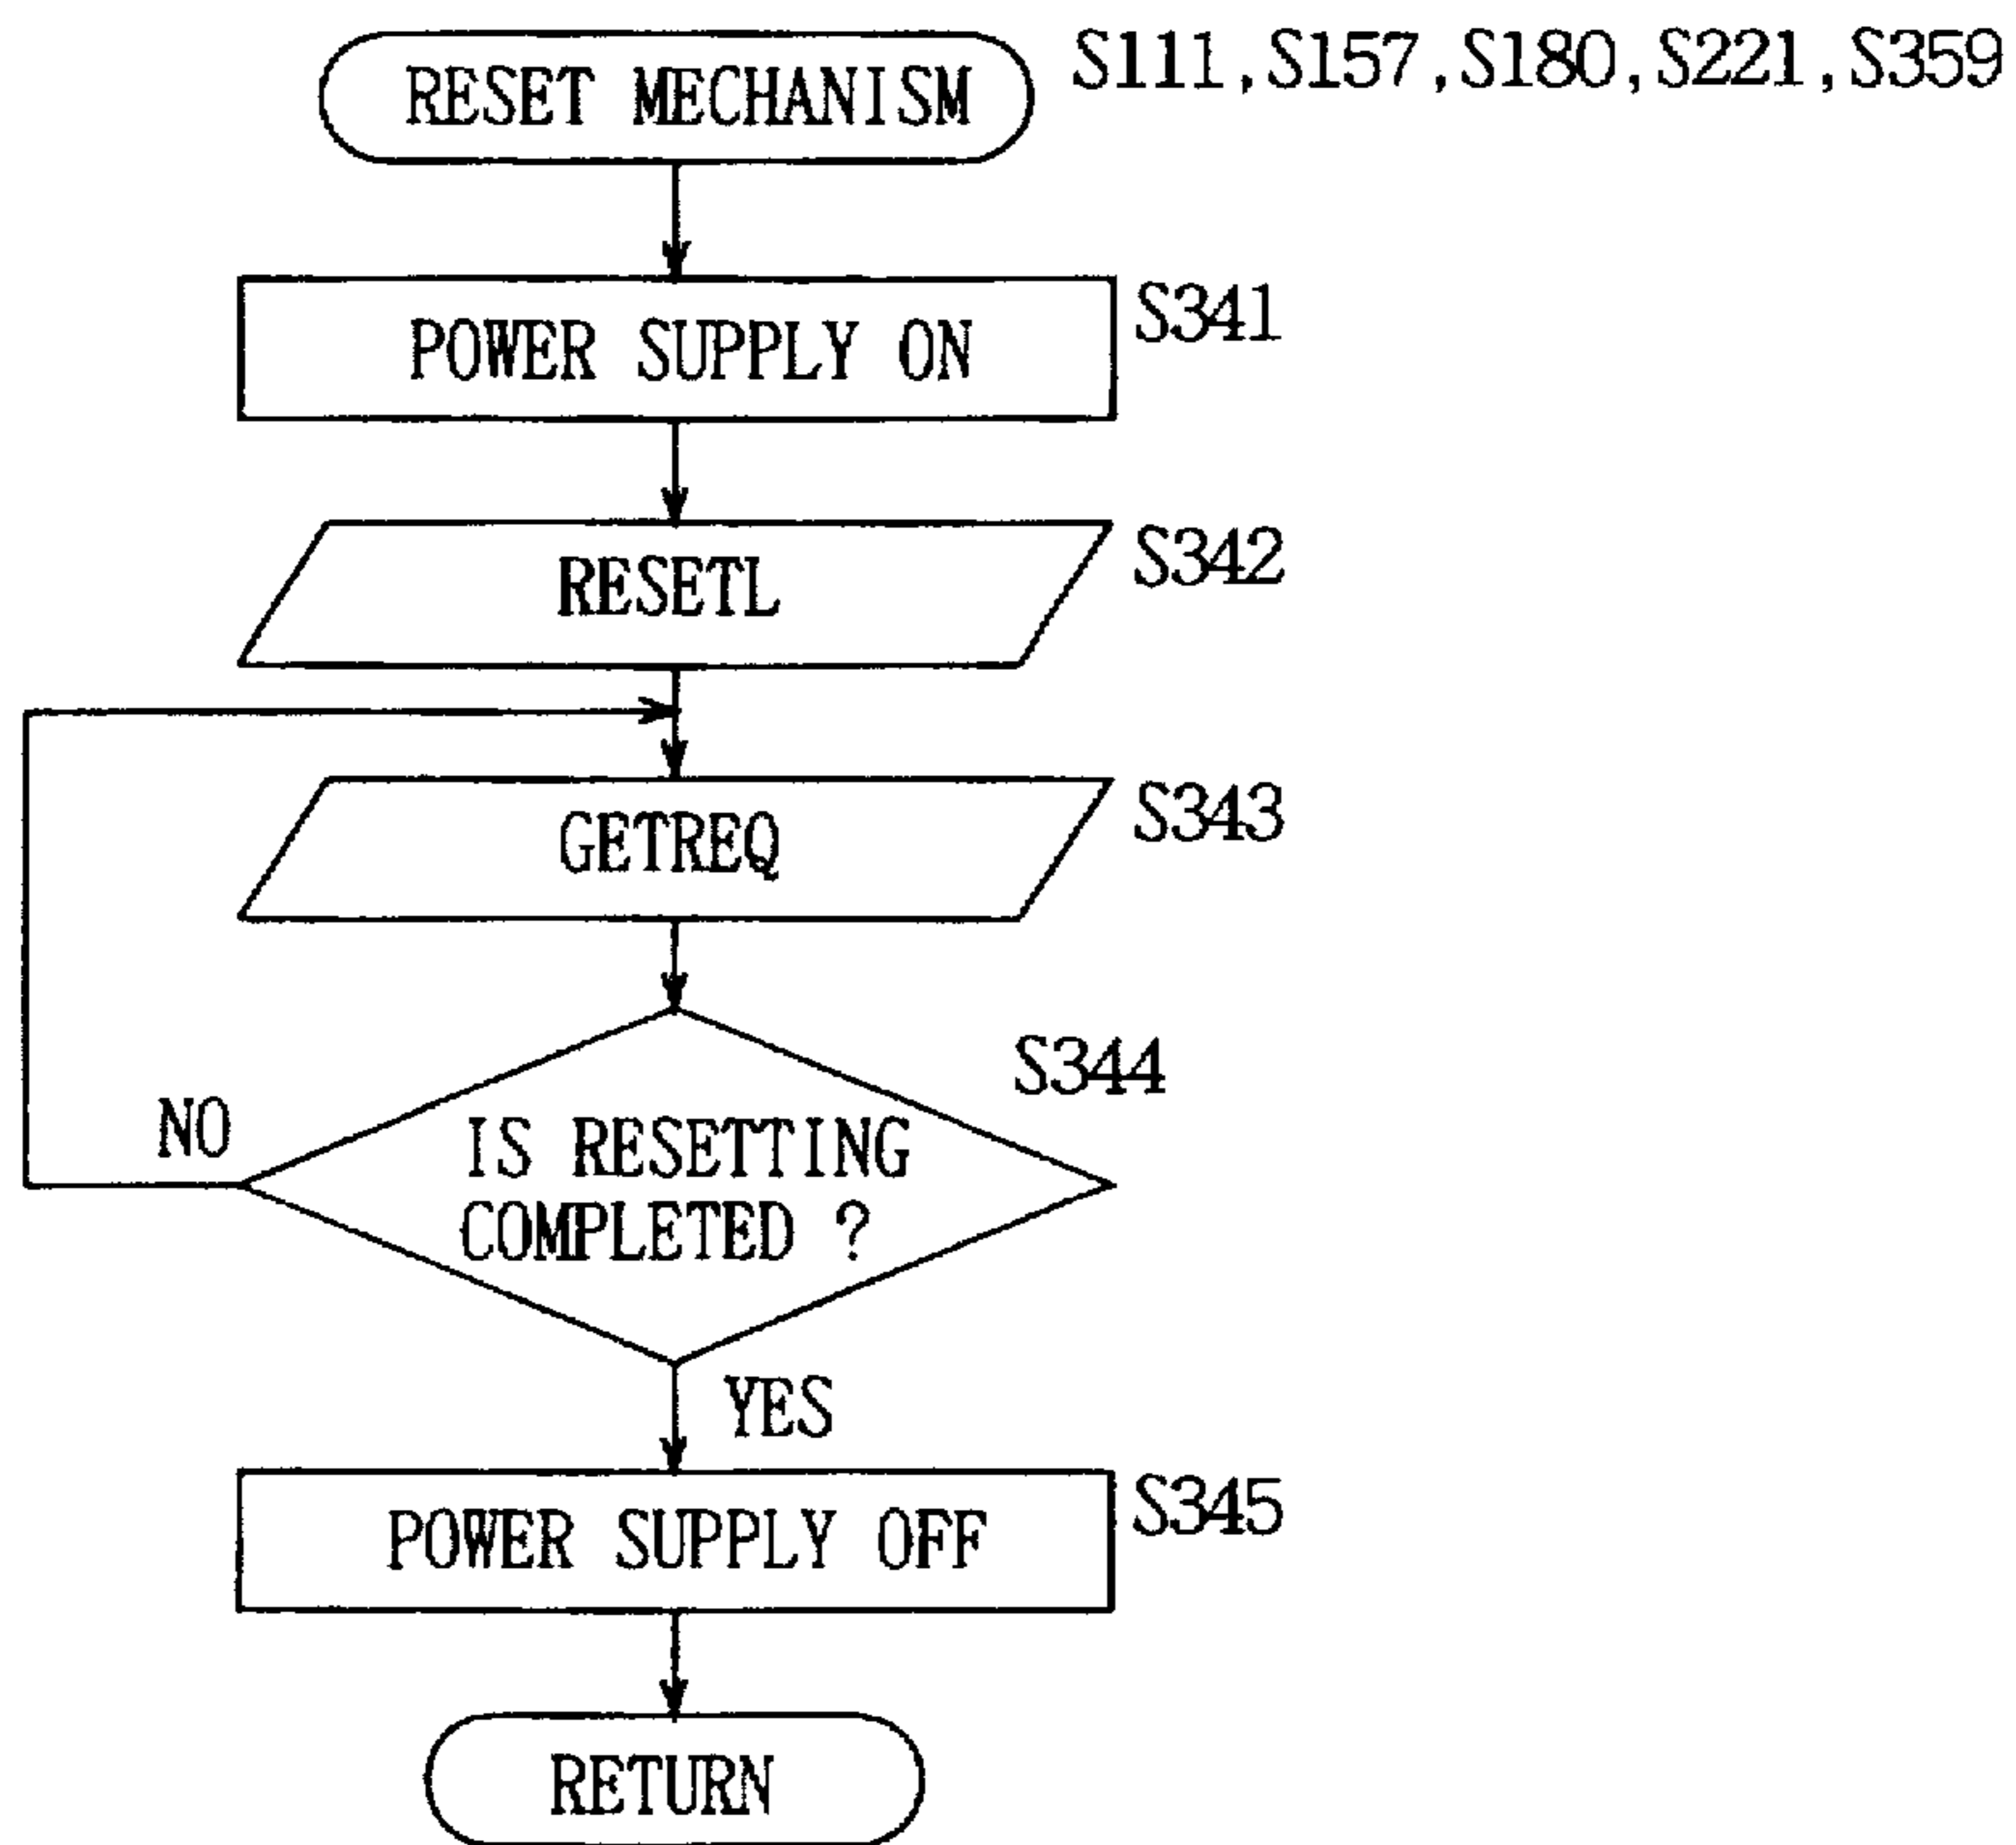 RESET MECHANISM
S111,S157,S180,S221,S359
POWER SUPPLY ON
S341
RESETL
S342
GETREQ
S343
S344
NO
IS RESETTING
COMPLETED ?
YES
POWER SUPPLY OFF
S345
RETURN